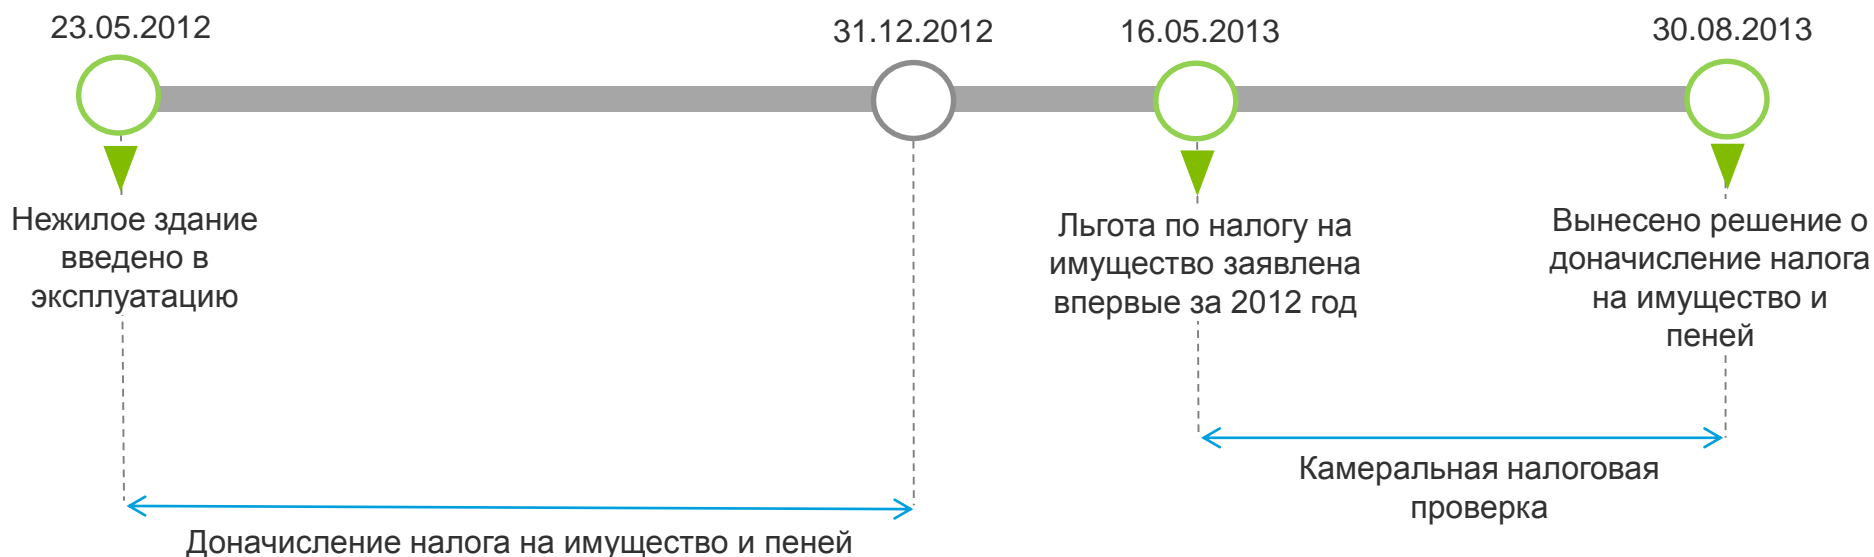 23.05.2012
31.12.2012
16.05.2013
30.08.2013
Нежилое здание
введено в
эксплуатацию
Льгота по налогу на
имущество заявлена
впервые за 2012 год
Вынесено решение о
доначисление налога
на имущество и
пеней
Камеральная налоговая
проверка
Доначисление налога на имущество и пеней